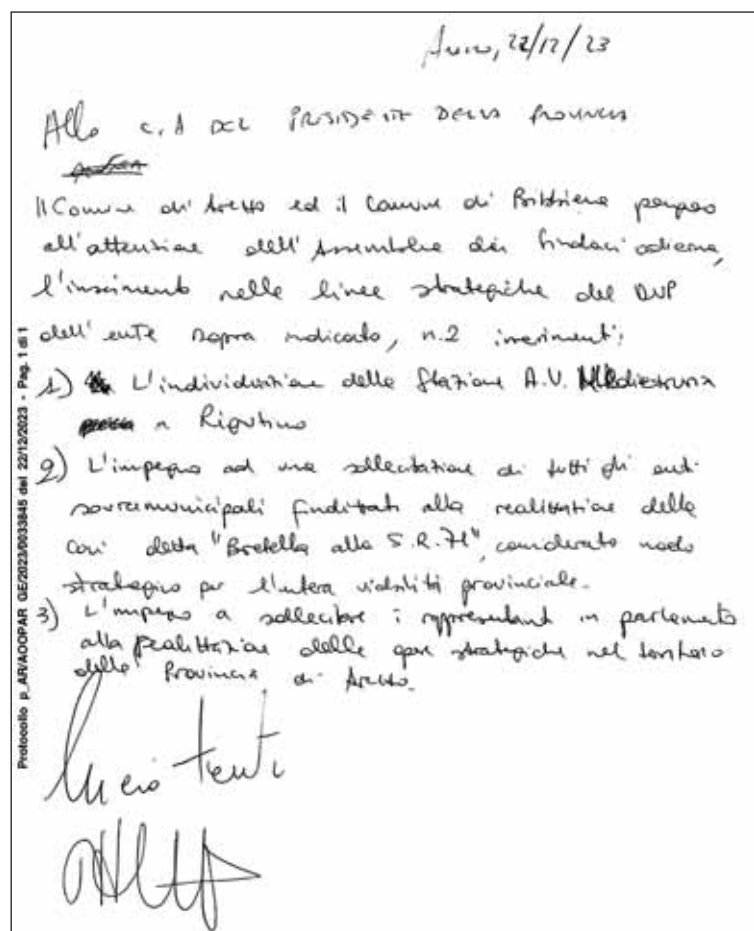 Arezzo, 22/12/23
Alla c.a del PRESIDENTE DELLA PROVINCIA
Il Comune di Arezzo ed il Comune di Bibbiena pongono
all'attenzione dell'Assemblea dei Sindaci odierna,
l'inserimento nelle linee strategiche del DUP
dell'ente sopra indicato, n.2 inserimenti:
1) L'individuazione della Stazione A.V. Medioetruria
a Rigutino
2) L'impegno ad una sollecitazione di tutti gli enti
sovracomunicipali finalizzati alla realizzazione della
così detta "Bretella alla S.R.71", considerato nodo
strategico per l'intera viabilità provinciale.
3) L'impegno a sollecitare i rappresentanti in parlamento
alla realizzazione delle opere strategiche nel territorio
della Provincia di Arezzo.
Protocollo p_AR/AOOPAR GE/2023/0033845 del 22/12/2023 - Pag. 1 di 1